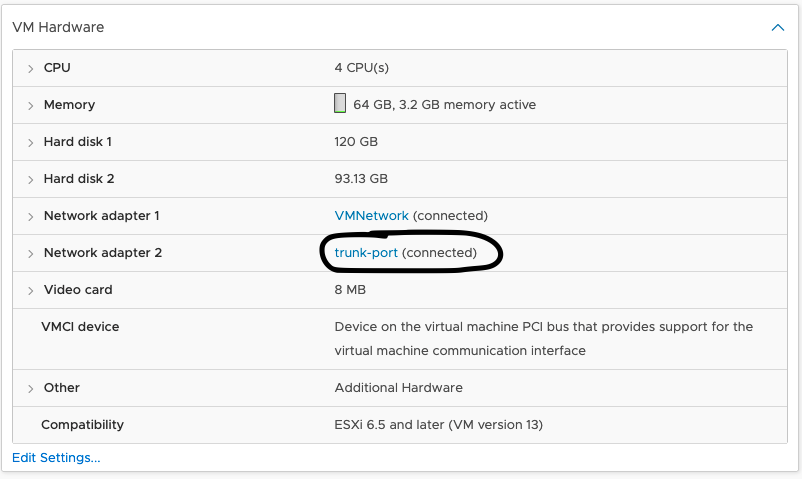 VM Hardware
CPU 4 CPU(s)
Memory 64 GB, 3.2 GB memory active
Hard disk 1 120 GB
Hard disk 2 93.13 GB
Network adapter 1 VMNetwork (connected)
Network adapter 2 trunk-port (connected)
Video card 8 MB
VMCI device Device on the virtual machine PCI bus that provides support for the
virtual machine communication interface
Other Additional Hardware
Compatibility ESXi 6.5 and later (VM version 13)
Edit Settings...